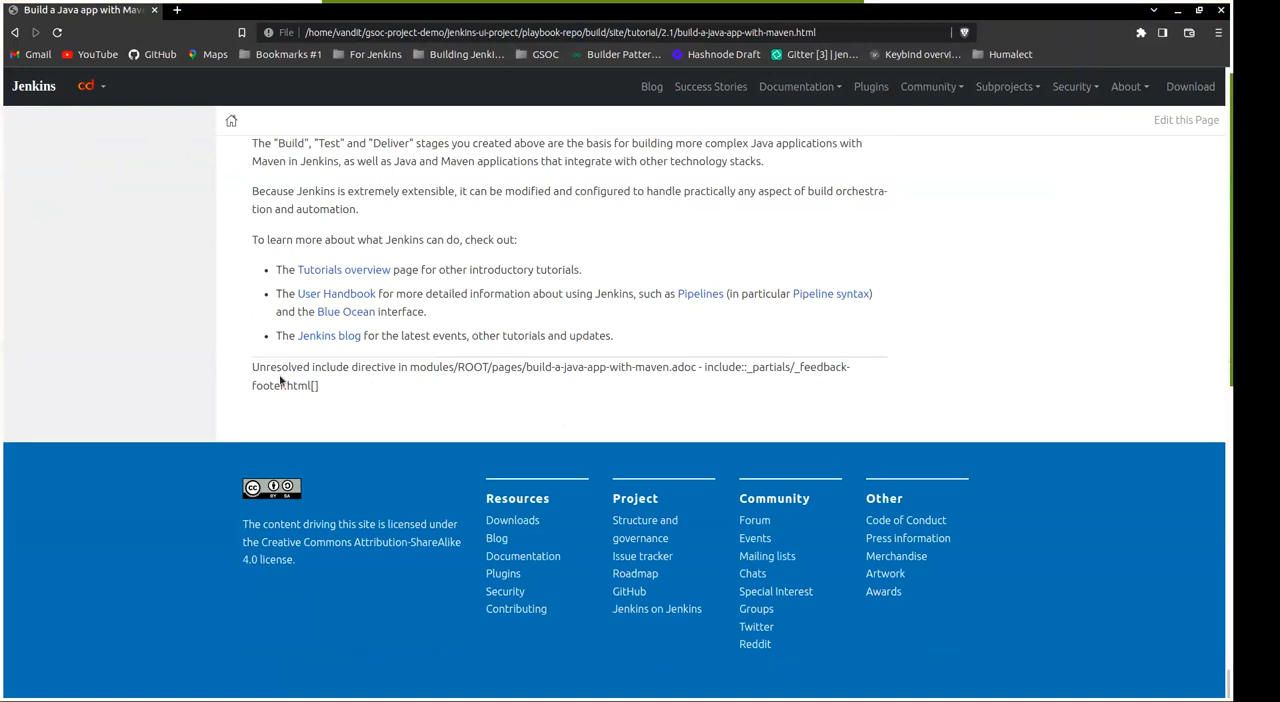 Build a Java app with Mav
File
/home/vandit/gsoc-project-demo/jenkins-ui-project/playbook-repo/build/site/tutorial/2.1/build-a-java-app-with-maven.html
Gmail
YouTube
GitHub
Maps
Bookmarks #1
For Jenkins
Building Jenki...
GSOC
Builder Patter...
Hashnode Draft
Gitter [3] | jen...
Keybind overvi...
Humalect
Jenkins
cd
Blog
Success Stories
Documentation
Plugins
Community
Subprojects
Security
About
Download
Edit this Page
The "Build", "Test" and "Deliver" stages you created above are the basis for building more complex Java applications with
Maven in Jenkins, as well as Java and Maven applications that integrate with other technology stacks.
Because Jenkins is extremely extensible, it can be modified and configured to handle practically any aspect of build orchestra-
tion and automation.
To learn more about what Jenkins can do, check out:
• The Tutorials overview page for other introductory tutorials.
• The User Handbook for more detailed information about using Jenkins, such as Pipelines (in particular Pipeline syntax)
and the Blue Ocean interface.
• The Jenkins blog for the latest events, other tutorials and updates.
Unresolved include directive in modules/ROOT/pages/build-a-java-app-with-maven.adoc - include::_partials/_feedback-
footer.html[]
The content driving this site is licensed under
the Creative Commons Attribution-ShareAlike
4.0 license.
cc
BY SA
Resources
Downloads
Blog
Documentation
Plugins
Security
Contributing
Project
Structure and
governance
Issue tracker
Roadmap
GitHub
Jenkins on Jenkins
Community
Forum
Events
Mailing lists
Chats
Special Interest
Groups
Twitter
Reddit
Other
Code of Conduct
Press information
Merchandise
Artwork
Awards